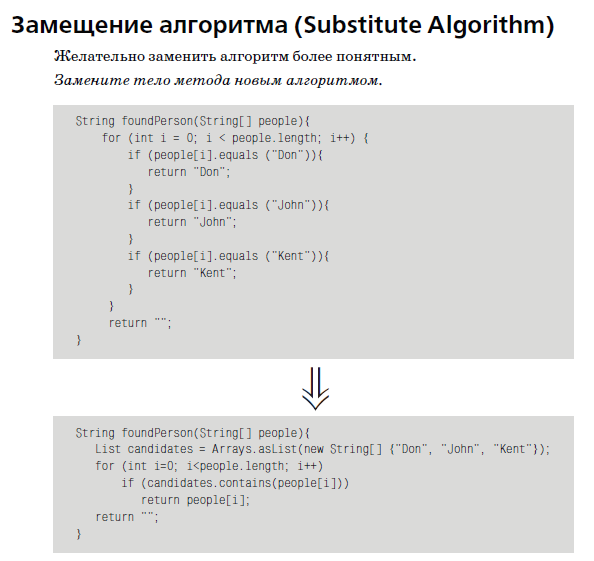 Замещение алгоритма (Substitute Algorithm)
Желательно заменить алгоритм более понятным.
Замените тело метода новым алгоритмом.
String foundPerson(String[] people){
for (int i = 0; i < people.length; i++) {
if (people[i].equals ("Don")){
return "Don";
}
if (people[i].equals ("John")){
return "John";
}
if (people[i].equals ("Kent")){
return "Kent";
}
}
return "";
}
String foundPerson(String[] people){
List candidates = Arrays.asList(new String[] {"Don", "John", "Kent"});
for (int i=0; i<people.length; i++)
if (candidates.contains(people[i]))
return people[i];
return "";
}